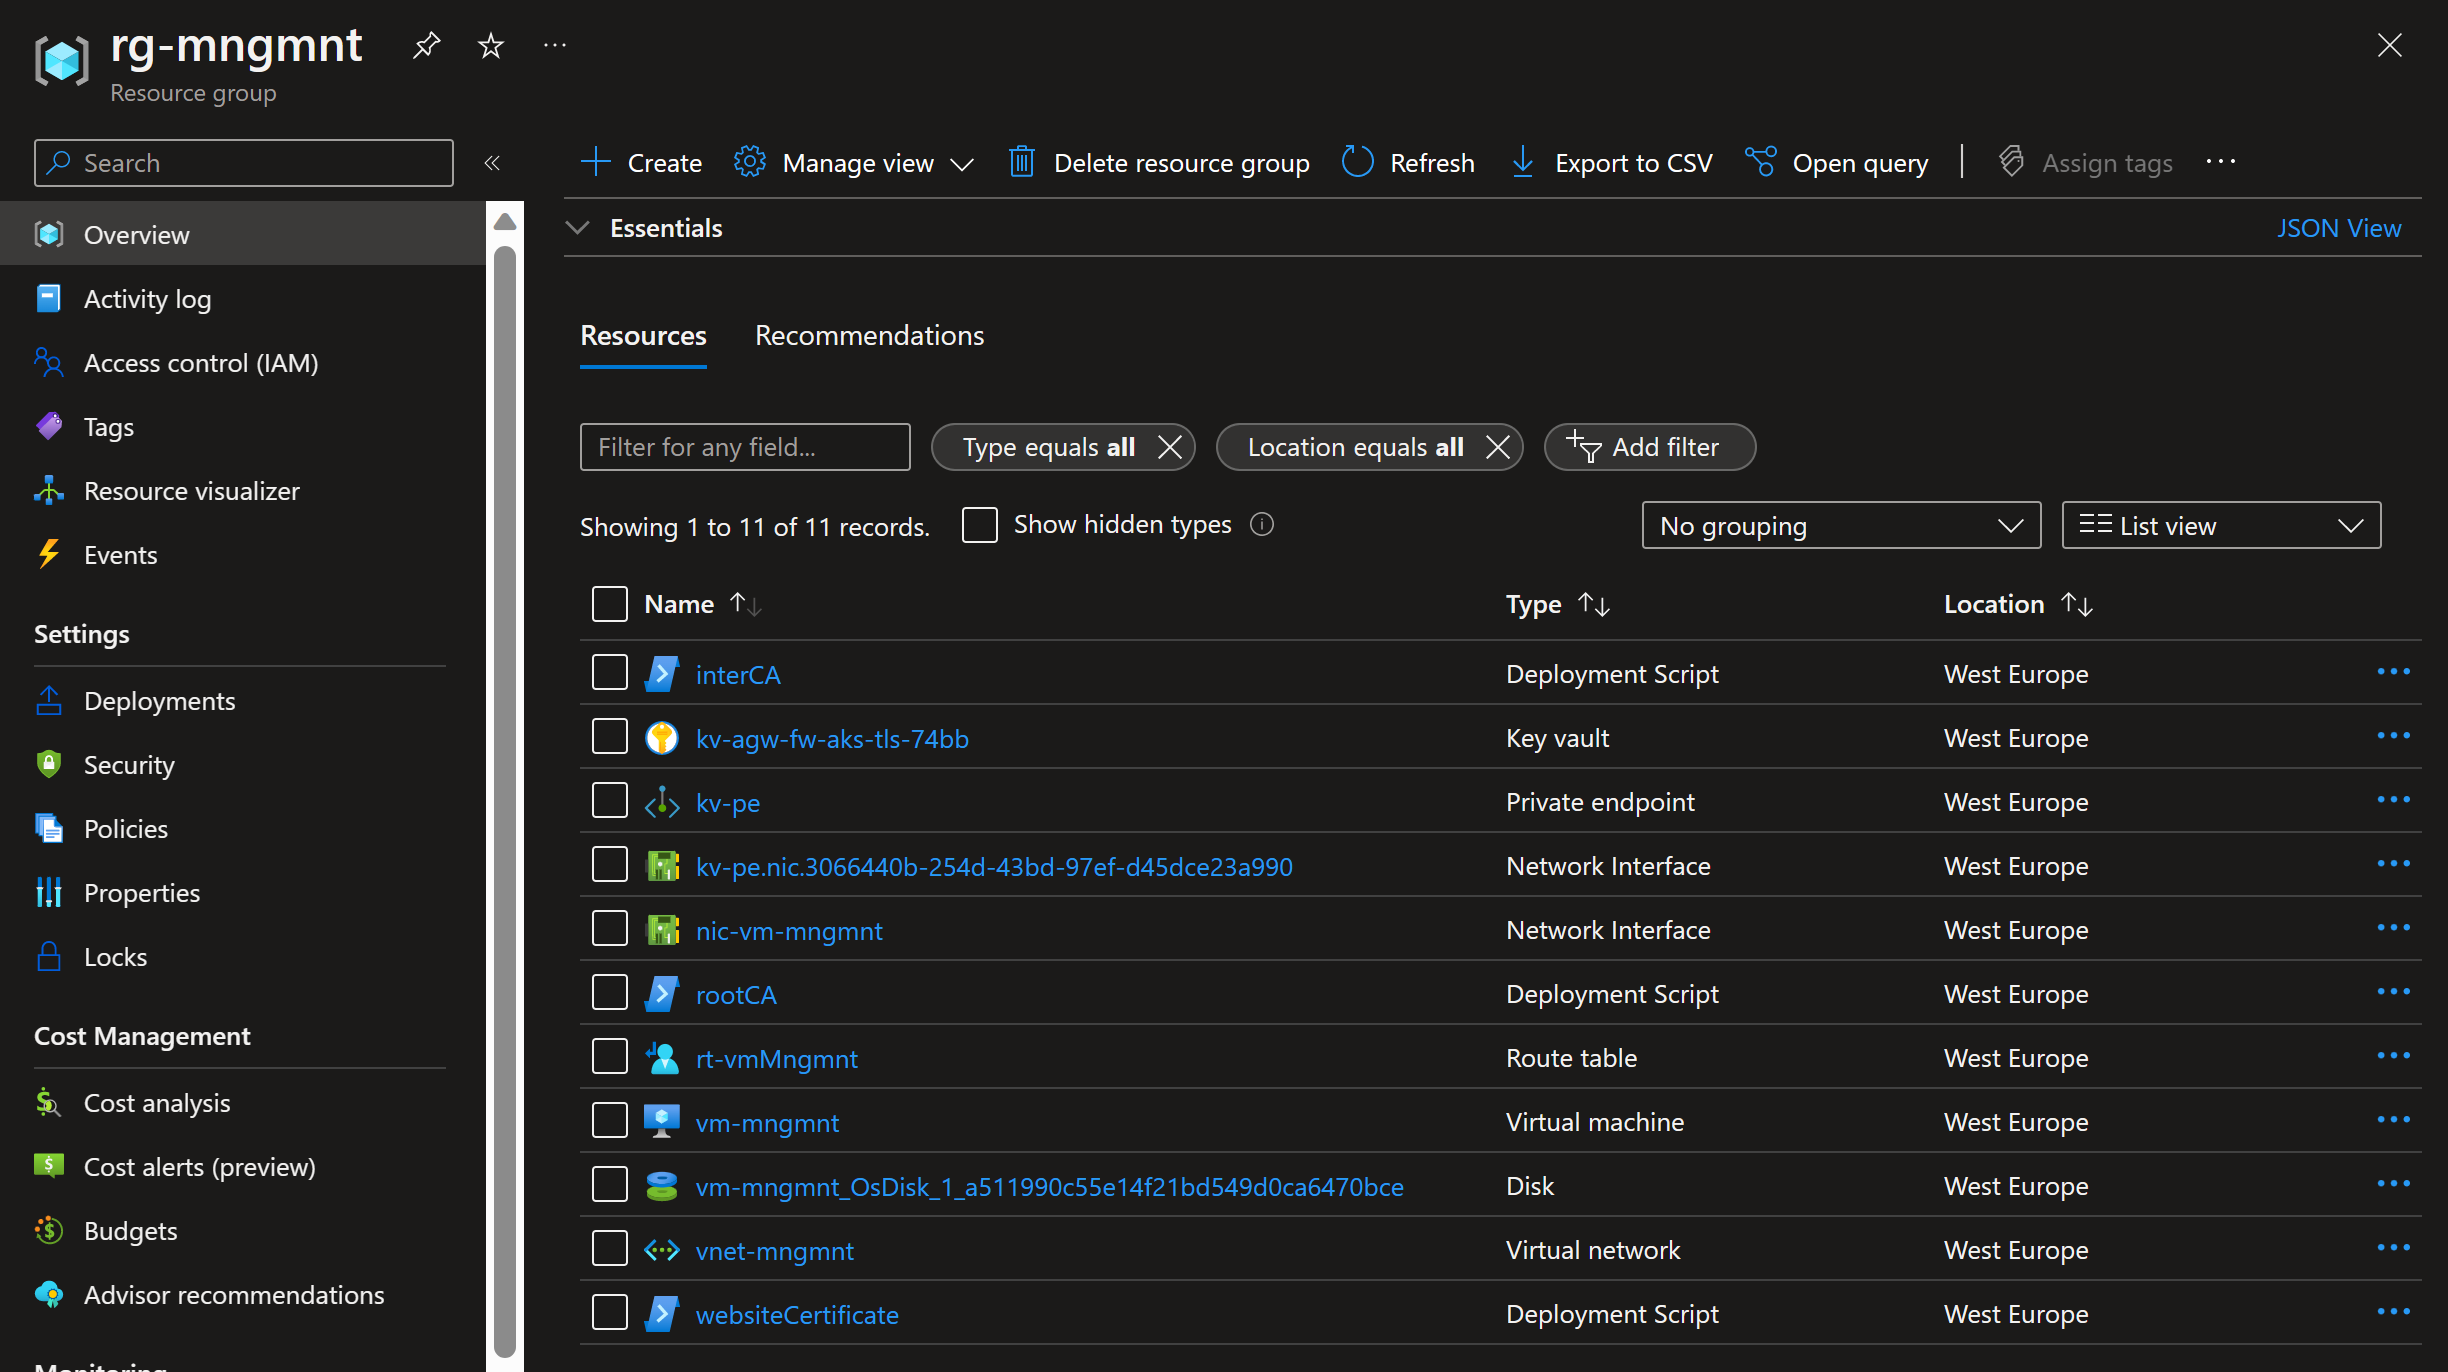 rg-mngmnt
Resource group
Search
Create
Manage view
Delete resource group
Refresh
Export to CSV
Open query
Assign tags
Essentials
JSON View
Overview
Activity log
Access control (IAM)
Tags
Resource visualizer
Events
Settings
Deployments
Security
Policies
Properties
Locks
Cost Management
Cost analysis
Cost alerts (preview)
Budgets
Advisor recommendations
Monitoring
Resources Recommendations
Filter for any field...
Type equals all
Location equals all
Add filter
Showing 1 to 11 of 11 records.
Show hidden types
No grouping
List view
Name Type Location
interCA Deployment Script West Europe
kv-agw-fw-aks-tls-74bb Key vault West Europe
kv-pe Private endpoint West Europe
kv-pe.nic.3066440b-254d-43bd-97ef-d45dce23a990 Network Interface West Europe
nic-vm-mngmnt Network Interface West Europe
rootCA Deployment Script West Europe
rt-vmMngmnt Route table West Europe
vm-mngmnt Virtual machine West Europe
vm-mngmnt_OsDisk_1_a511990c55e14f21bd549d0ca6470bce Disk West Europe
vnet-mngmnt Virtual network West Europe
websiteCertificate Deployment Script West Europe